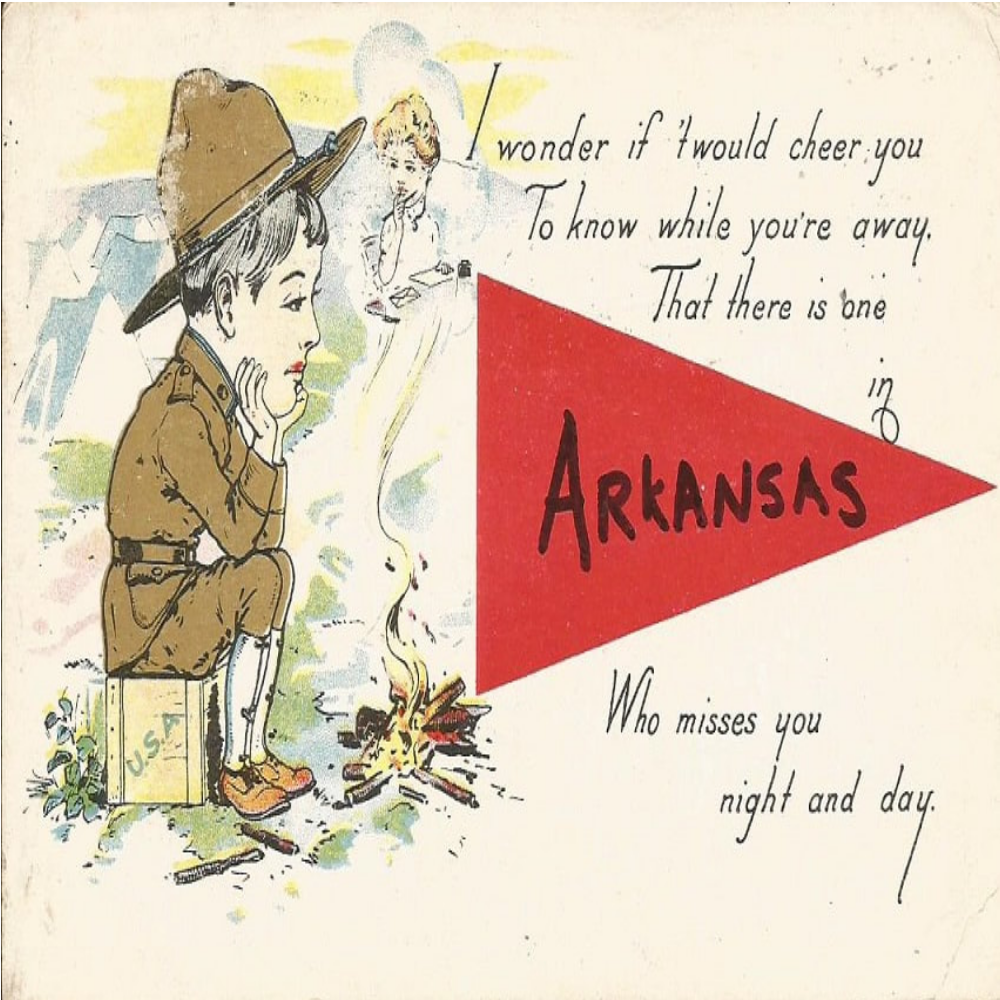 I wonder if 'twould cheer you
To know while you're away.
That there is one
in
ARKANSAS
Who misses you
night and day.
U.S.A.